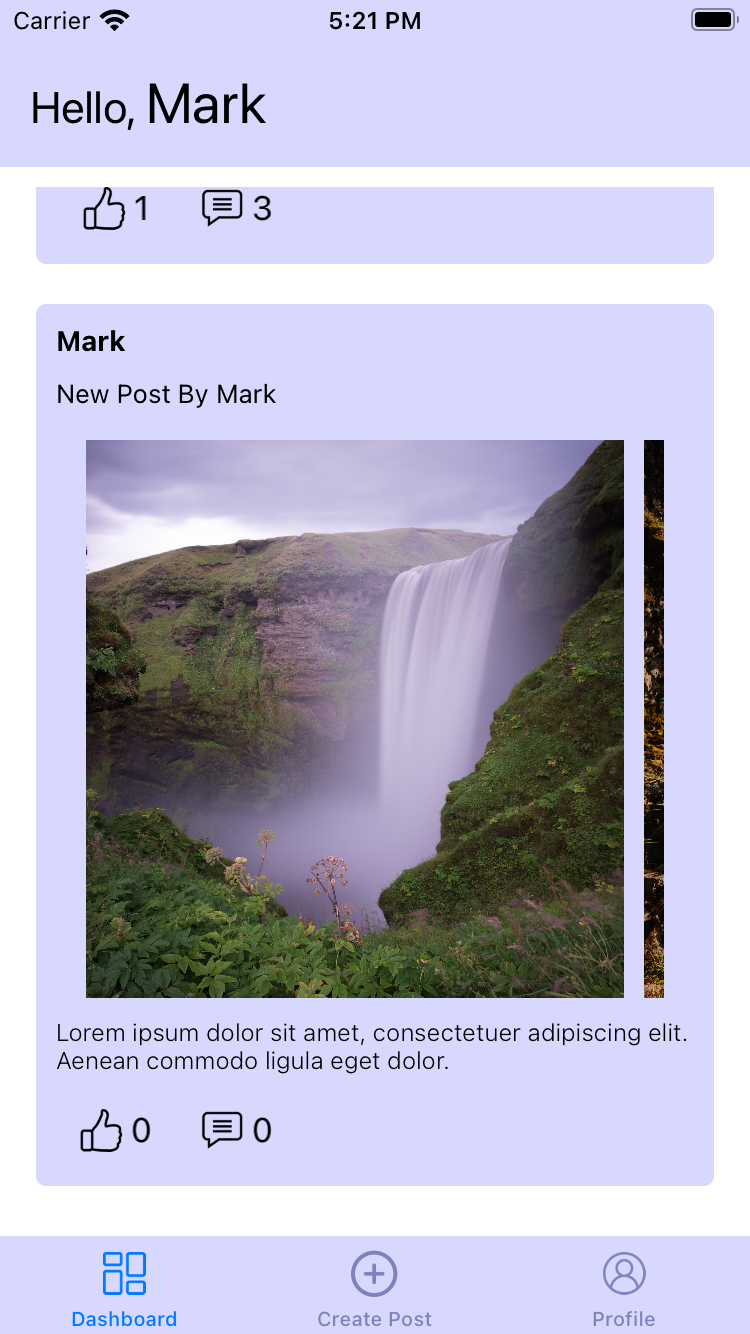 Carrier 5:21 PM
Hello, Mark
1 3
Mark
New Post By Mark
Lorem ipsum dolor sit amet, consectetuer adipiscing elit.
Aenean commodo ligula eget dolor.
0 0
Dashboard Create Post Profile